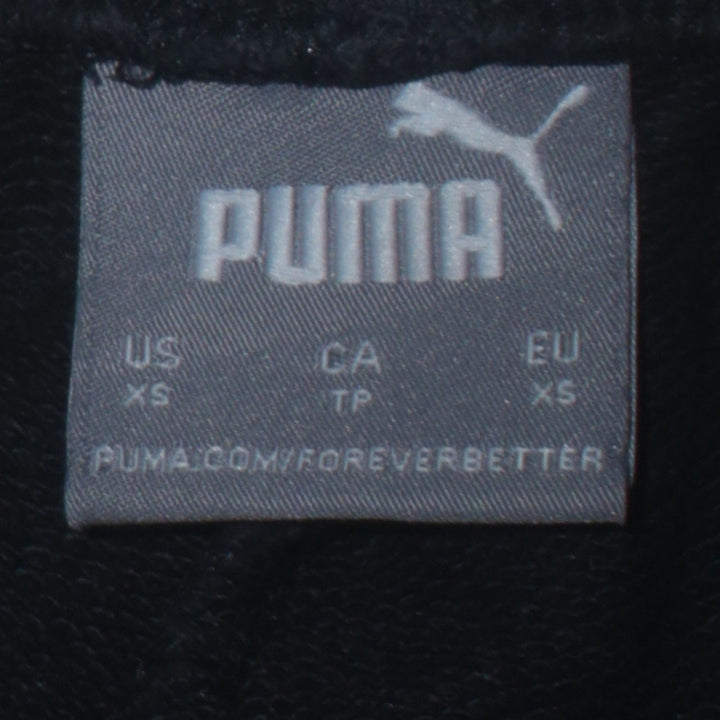 PUMA
US CA EU
XS TP XS
PUMA.COM/FOREVERBETTER